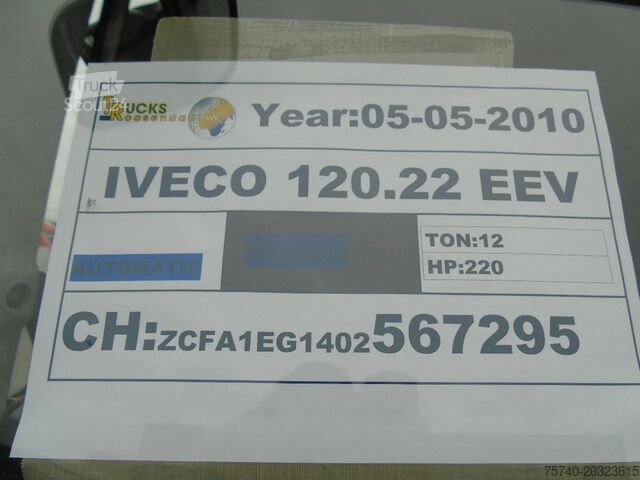 Truck
Scout24
TRUCKS
Roosendaal
Year:05-05-2010
IVECO 120.22 EEV
AUTOMATIC
TON:12
HP:220
CH:ZCFA1EG1402567295
75740-20323615